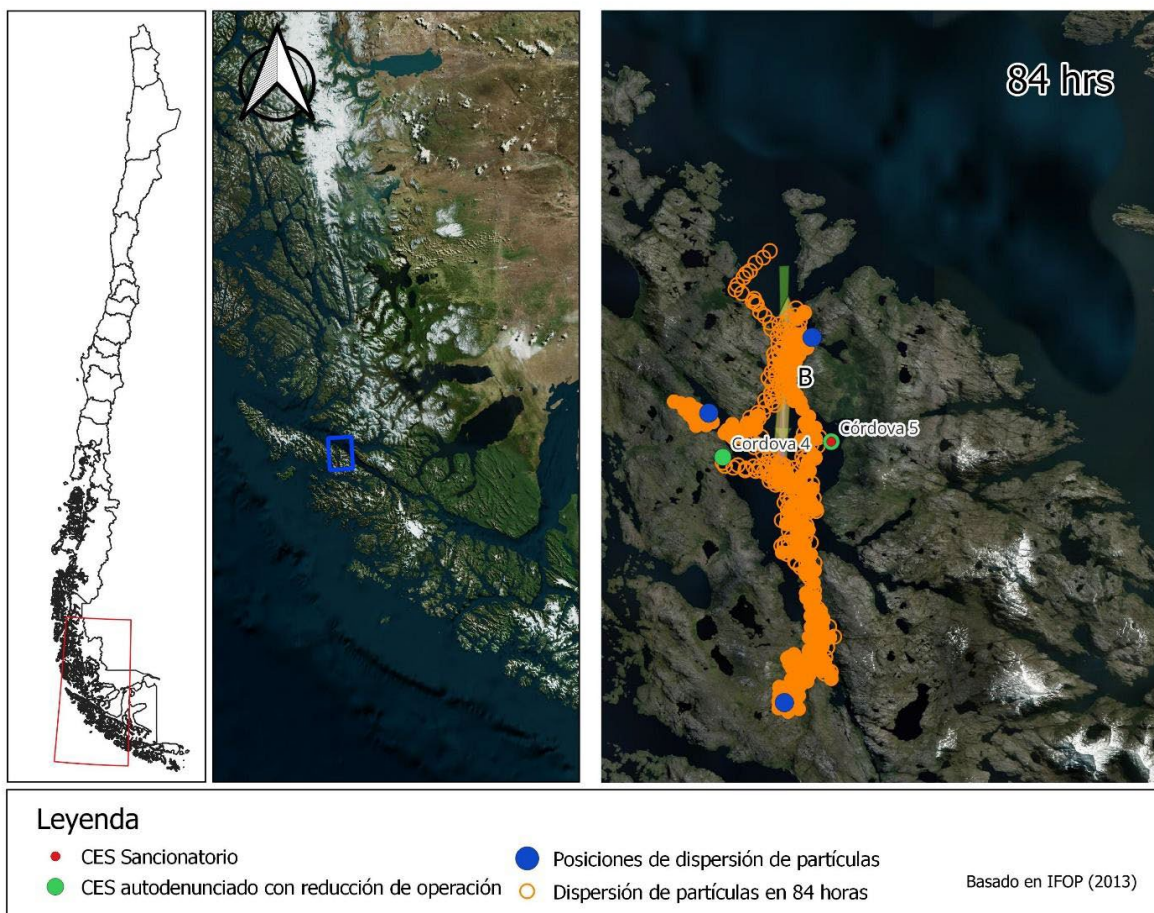 84 hrs
B
Cordova 4
Córdova 5
Leyenda
CES Sancionatorio
CES autodenunciado con reducción de operación
Posiciones de dispersión de partículas
Dispersión de partículas en 84 horas
Basado en IFOP (2013)